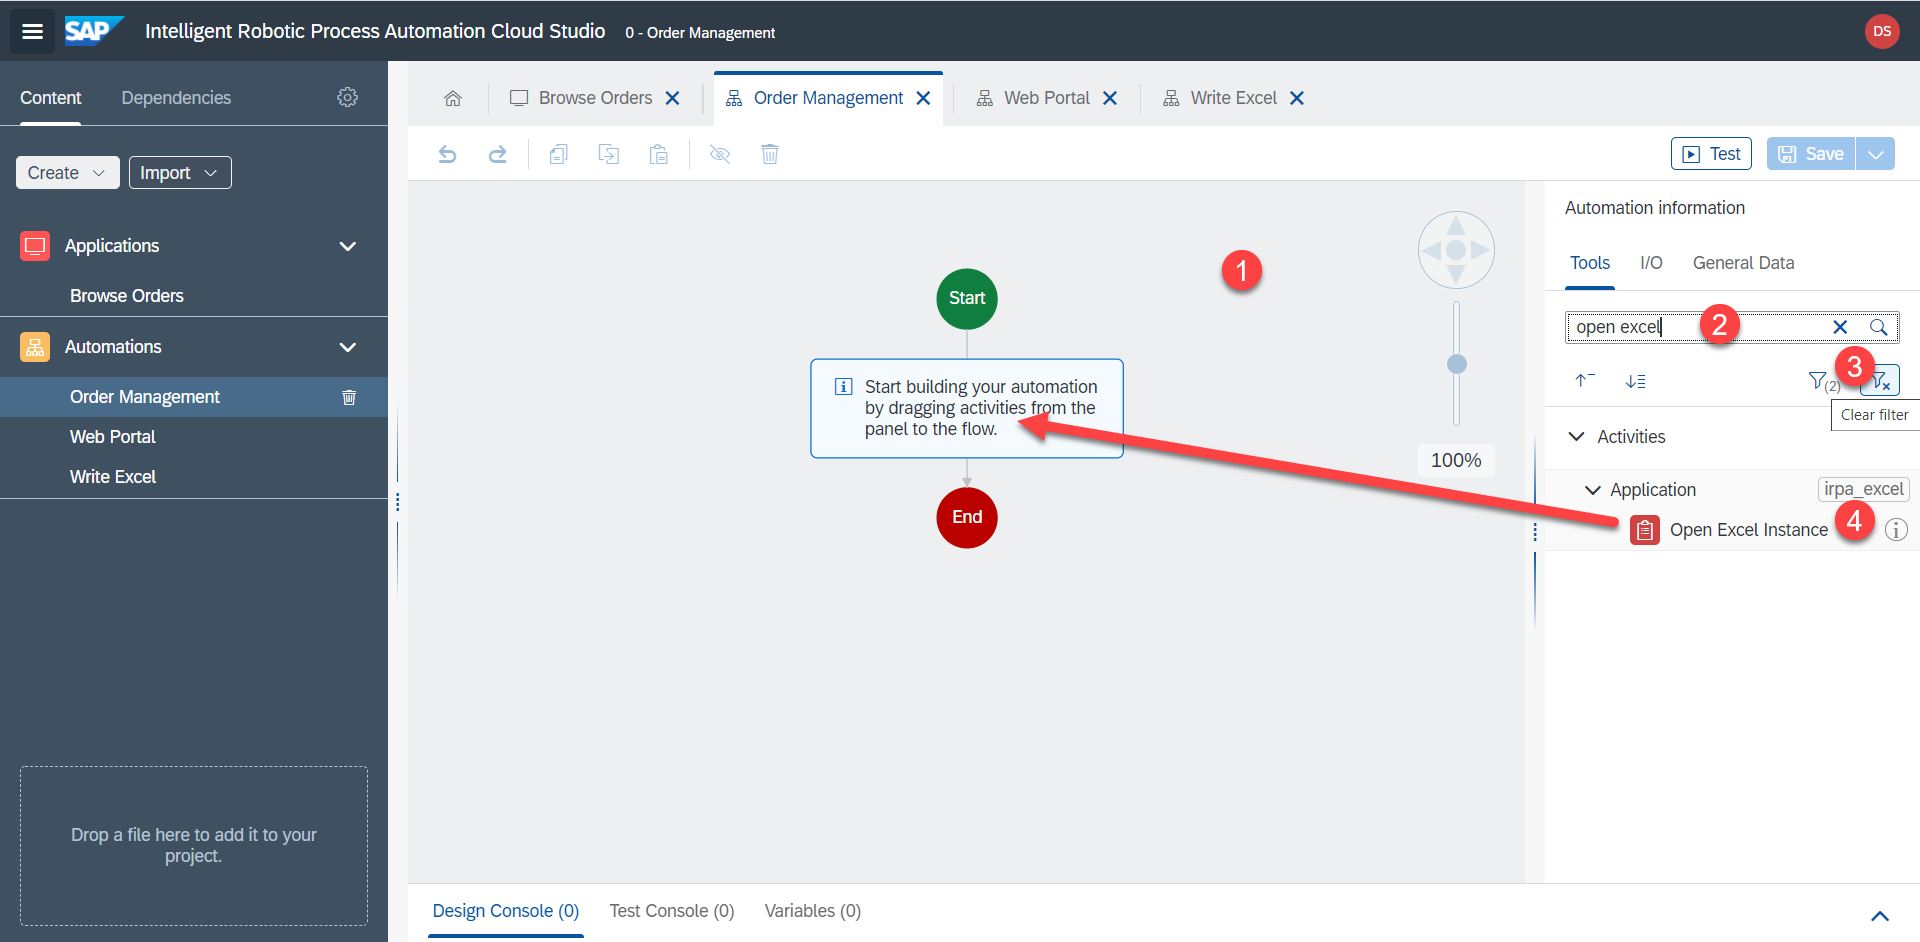 SAP
Intelligent Robotic Process Automation Cloud Studio
0 - Order Management
DS
Content
Dependencies
Create
Import
Applications
Browse Orders
Automations
Order Management
Web Portal
Write Excel
Drop a file here to add it to your
project.
Browse Orders
Order Management
Web Portal
Write Excel
Test
Save
Start
Start building your automation
by dragging activities from the
panel to the flow.
End
1
100%
Automation information
Tools
I/O
General Data
open excel
2
3
(2)
Clear filter
Activities
Application
irpa_excel
Open Excel Instance
4
Design Console (0)
Test Console (0)
Variables (0)